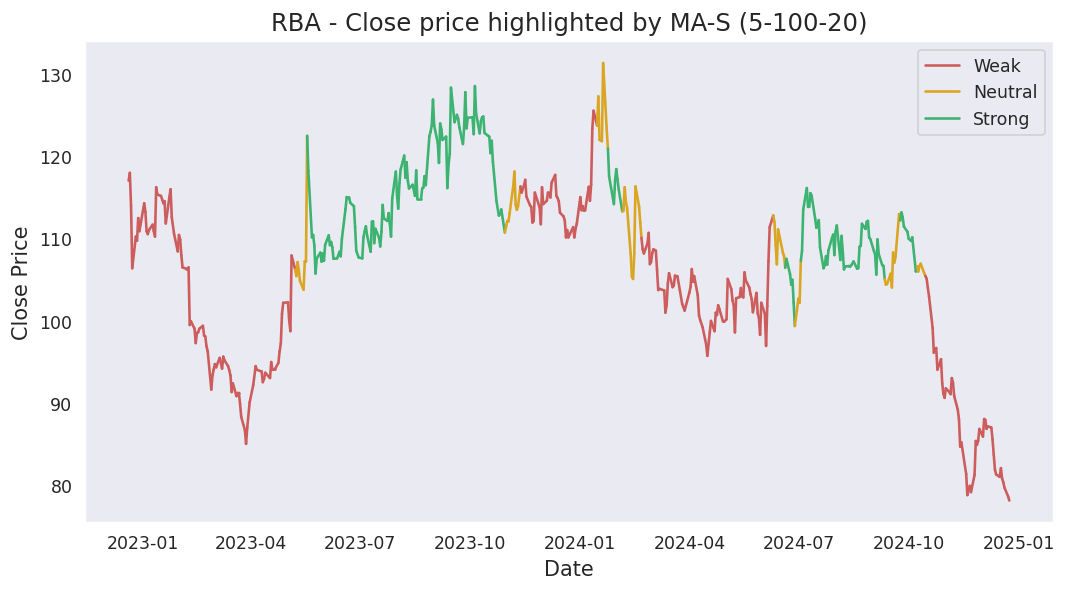 RBA - Close price highlighted by MA-S (5-100-20)
Weak
Neutral
Strong
130
120
110
100
90
80
Close Price
2023-01 2023-04 2023-07 2023-10 2024-01 2024-04 2024-07 2024-10 2025-01
Date